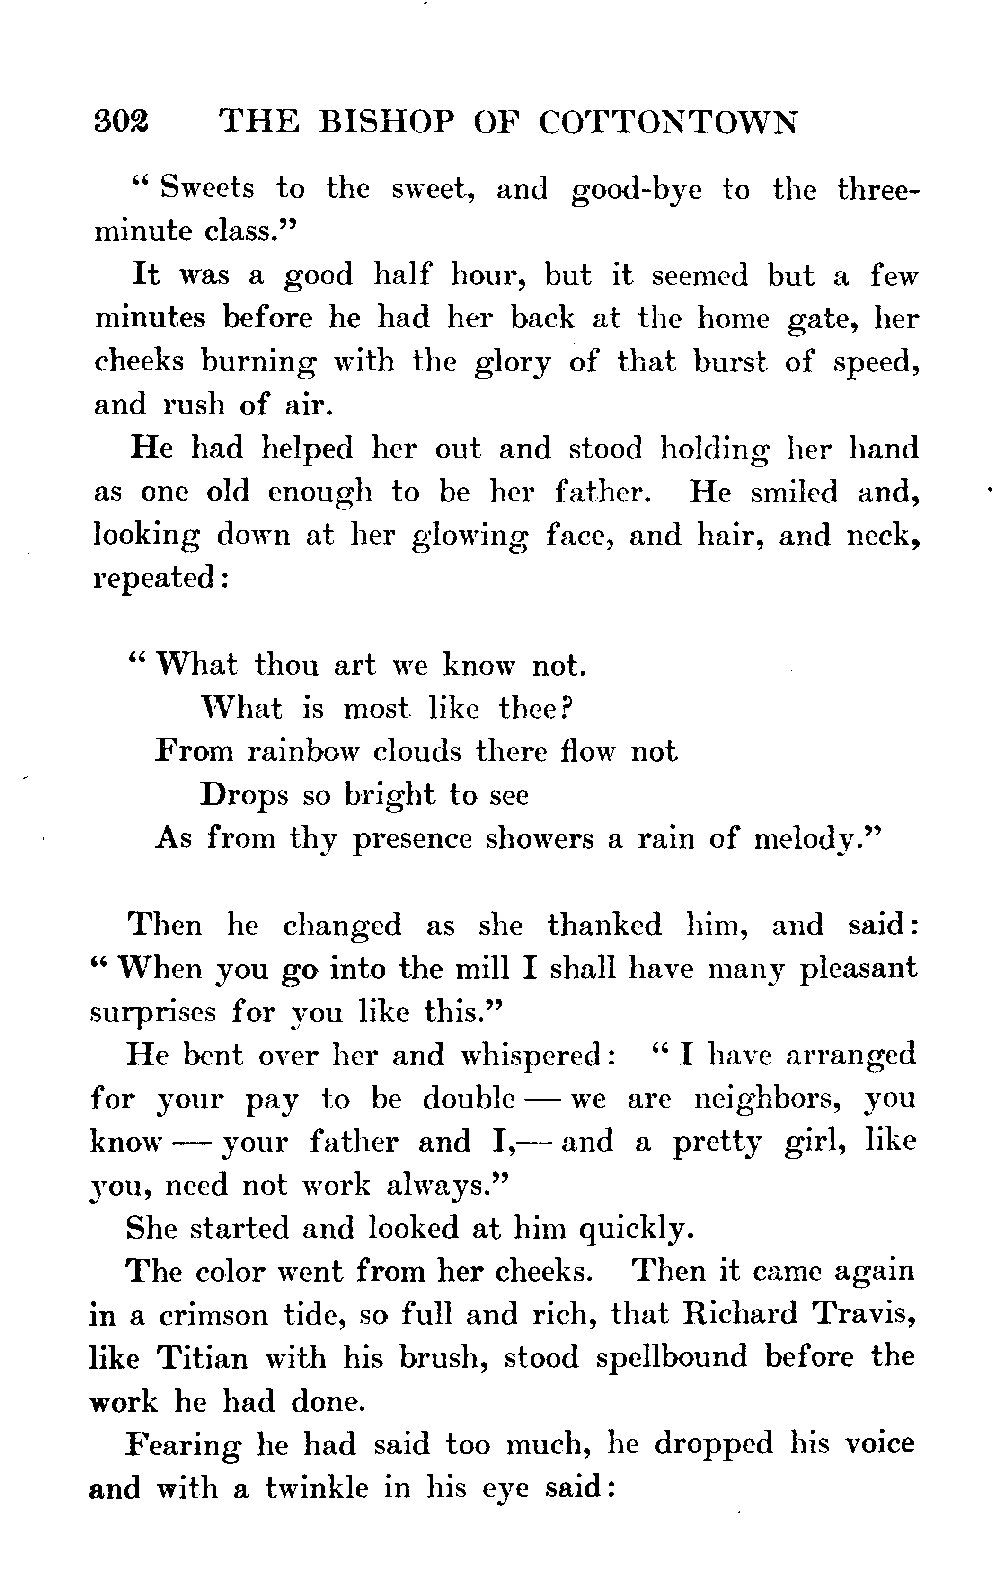 302 THE BISHOP OF COTTONTOWN
“ Sweets to the sweet, and good-bye to the three-
minute class.”
It was a good half hour, but it seemed but a few
minutes before he had her back at the home gate, her
cheeks burning with the glory of that burst of speed,
and rush of air.
He had helped her out and stood holding her hand
as one old enough to be her father. He smiled and,
looking down at her glowing face, and hair, and neck,
repeated:
“ What thou art we know not.
What is most like thee?
From rainbow clouds there flow not
Drops so bright to see
As from thy presence showers a rain of melody.”
Then he changed as she thanked him, and said:
“ When you go into the mill I shall have many pleasant
surprises for you like this.”
He bent over her and whispered: “ I have arranged
for your pay to be double — we are neighbors, you
know — your father and I,— and a pretty girl, like
you, need not work always.”
She started and looked at him quickly.
The color went from her cheeks. Then it came again
in a crimson tide, so full and rich, that Richard Travis,
like Titian with his brush, stood spellbound before the
work he had done.
Fearing he had said too much, he dropped his voice
and with a twinkle in his eye said: